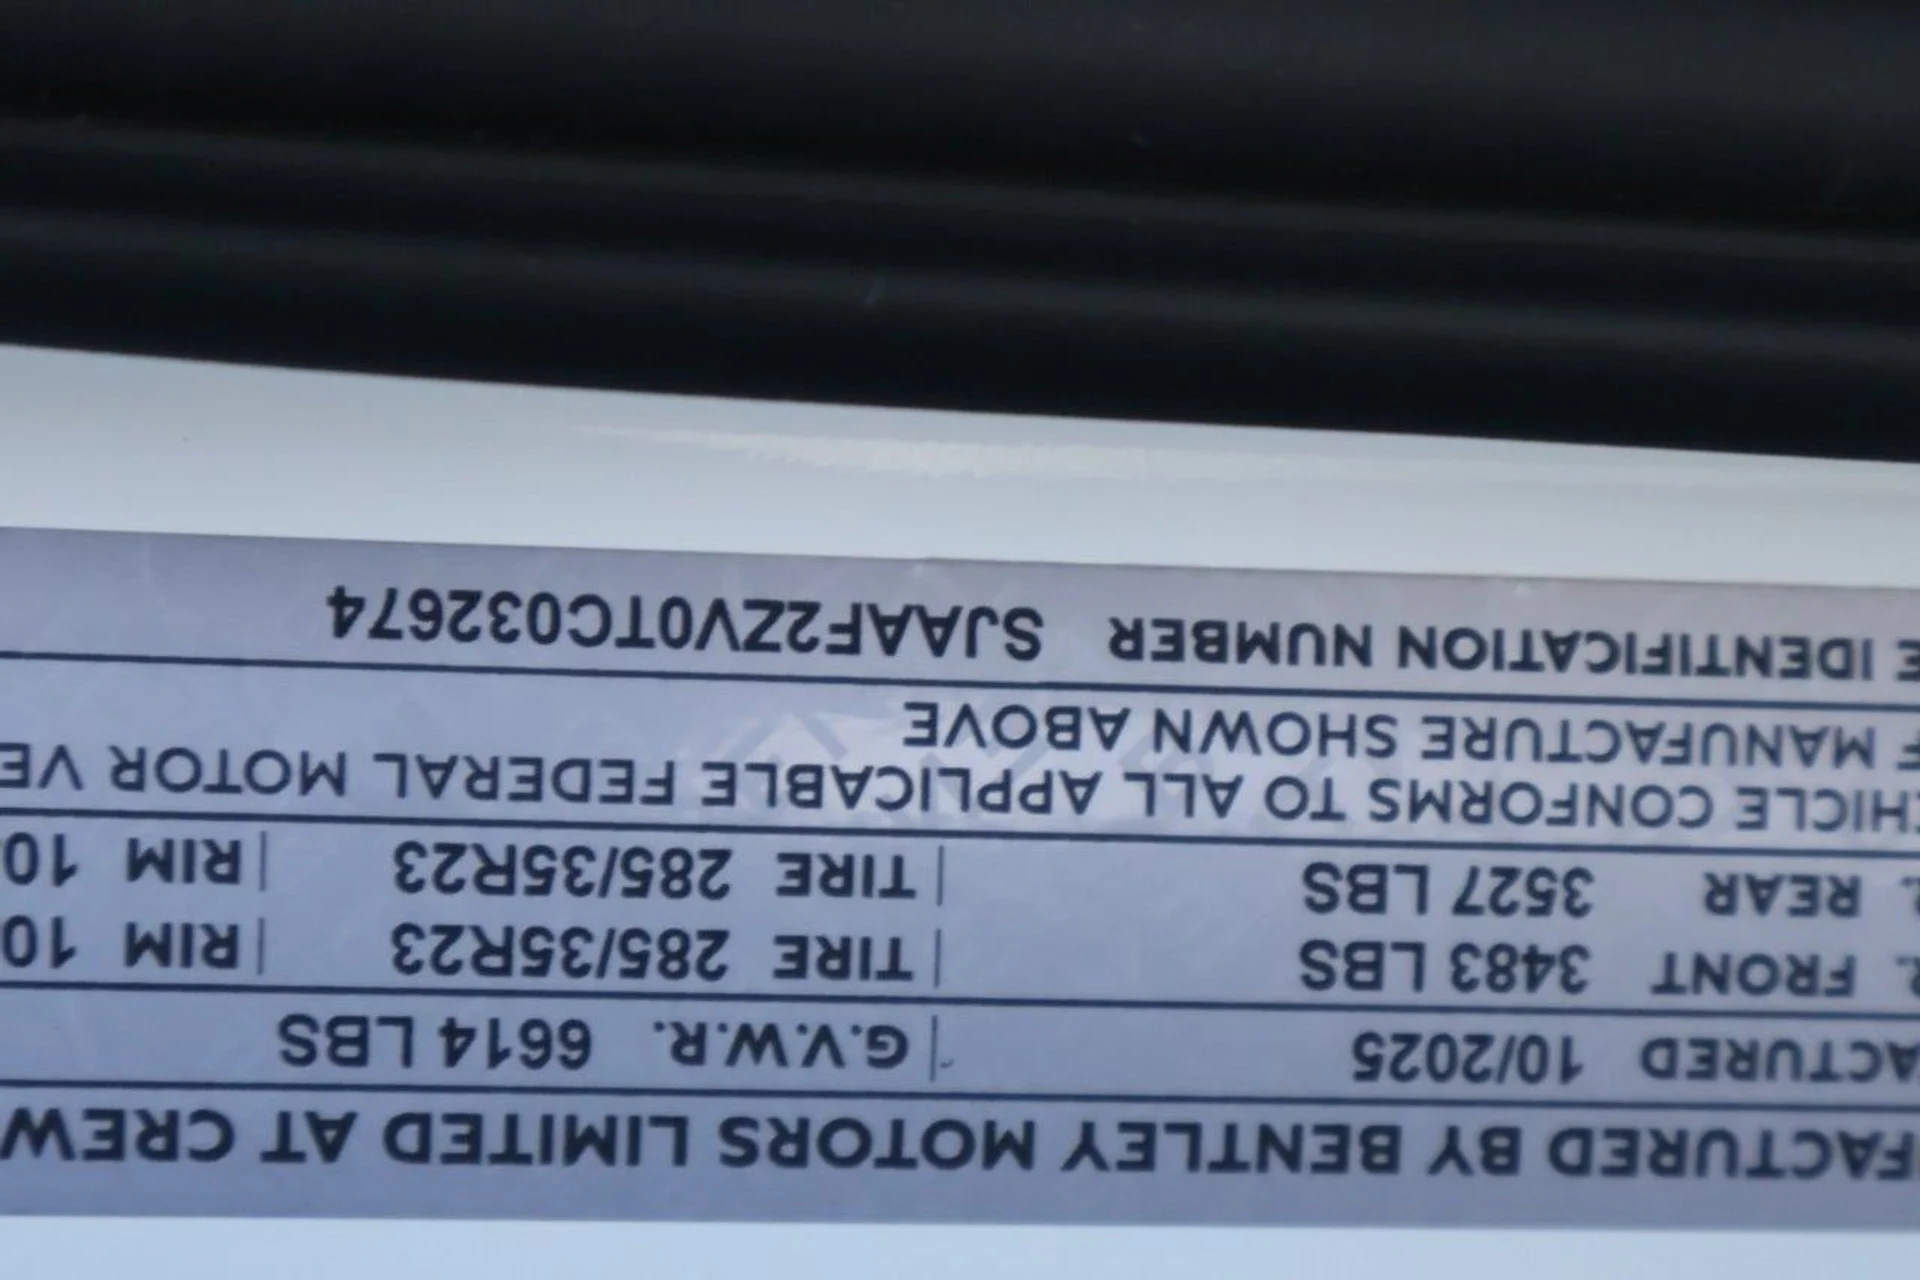 FACTURED BY BENTLEY MOTORS LIMITED AT CREW
ACTURED 10/2025 | G.V.W.R. 6614 LBS
R. FRONT 3483 LBS | TIRE 285/35R23 | RIM 10
R. REAR 3527 LBS | TIRE 285/35R23 | RIM 10
HICLE CONFORMS TO ALL APPLICABLE FEDERAL MOTOR VE
F MANUFACTURE SHOWN ABOVE
E IDENTIFICATION NUMBER SJAAF2ZV0TC032674